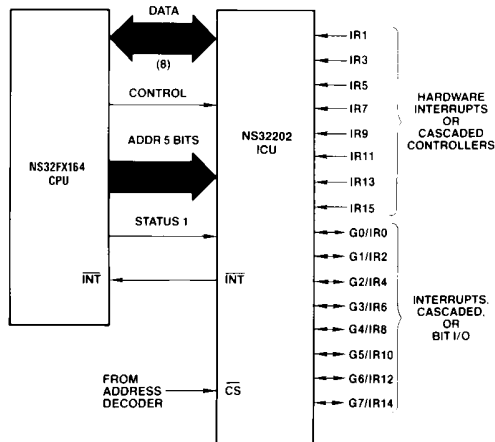 DATA
(8)
CONTROL
ADDR 5 BITS
STATUS 1
NS32FX164
CPU
INT
INT
NS32202
ICU
FROM
ADDRESS
DECODER
CS
IR1
IR3
IR5
IR7
IR9
IR11
IR13
IR15
G0/IR0
G1/IR2
G2/IR4
G3/IR6
G4/IR8
G5/IR10
G6/IR12
G7/IR14
HARDWARE
INTERRUPTS
OR
CASCADED
CONTROLLERS
INTERRUPTS.
CASCADED.
OR
BIT I/O